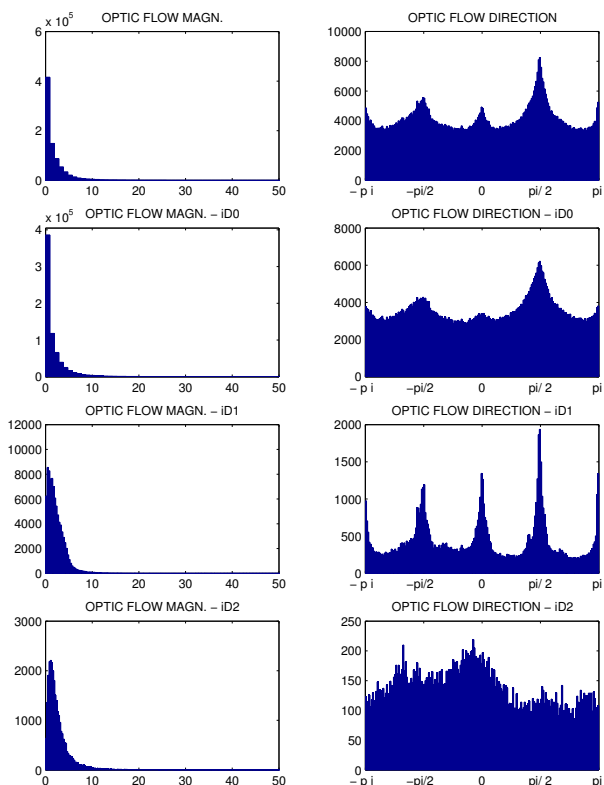 OPTIC FLOW MAGN.
x 10^5
6
4
2
0
0 10 20 30 40 50
OPTIC FLOW DIRECTION
10000
8000
6000
4000
2000
0
− p i −pi/2 0 pi/ 2 pi
OPTIC FLOW MAGN. − iD0
x 10^5
4
3
2
1
0
0 10 20 30 40 50
OPTIC FLOW DIRECTION − iD0
8000
6000
4000
2000
0
− p i −pi/2 0 pi/ 2 pi
OPTIC FLOW MAGN. − iD1
12000
10000
8000
6000
4000
2000
0
0 10 20 30 40 50
OPTIC FLOW DIRECTION − iD1
2000
1500
1000
500
0
− p i −pi/2 0 pi/ 2 pi
OPTIC FLOW MAGN. − iD2
3000
2000
1000
0
0 10 20 30 40 50
OPTIC FLOW DIRECTION − iD2
250
200
150
100
50
0
− p i −pi/2 0 pi/ 2 pi